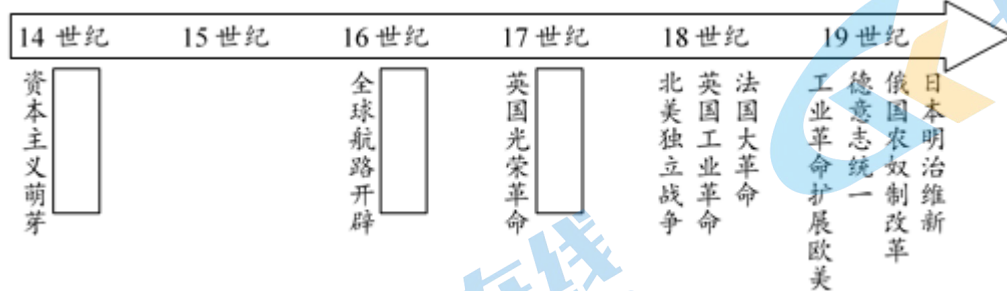 14 世纪 15 世纪 16 世纪 17 世纪 18 世纪 19 世纪
资本主义萌芽
全球航路开辟
英国光荣革命
北美独立战争
英国工业革命
法国大革命
工业革命扩展欧美
德意志统一
俄国农奴制改革
日本明治维新
在线